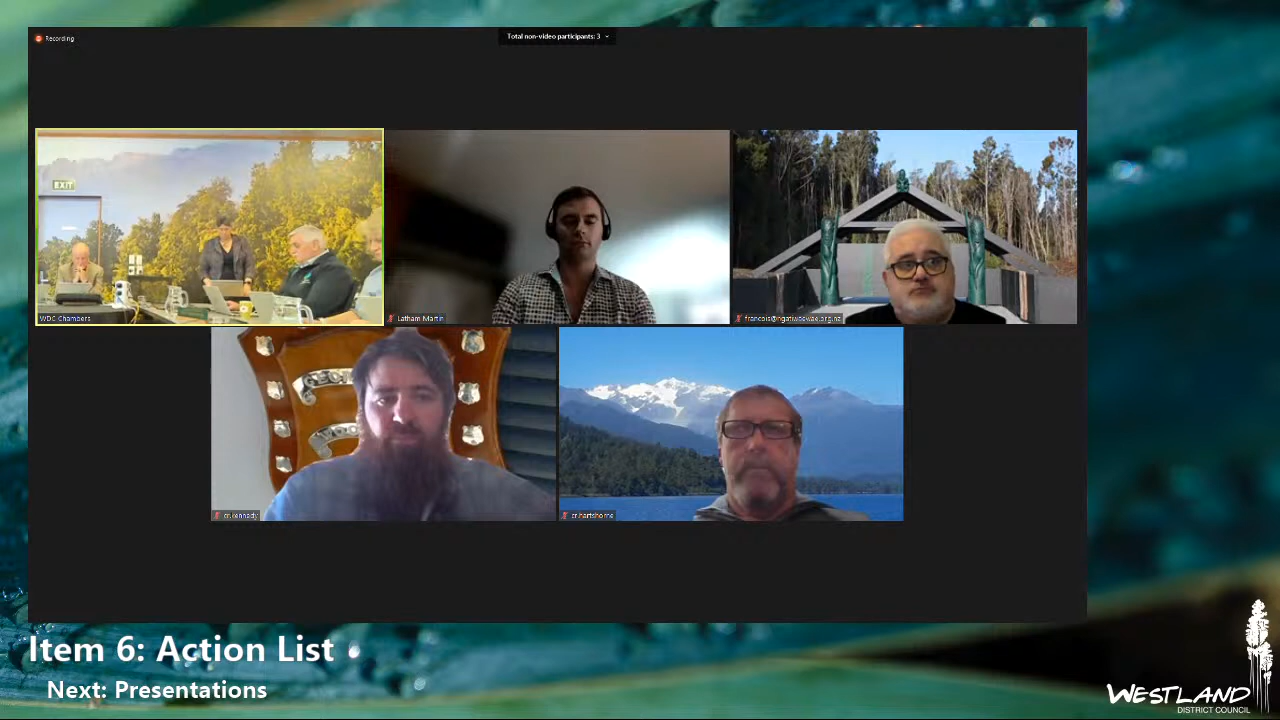 Recording
Total non-video participants: 3
EXIT
WDC Chambers
Latham Martin
francois@ngatiwaewae.org.nz
cr.kennedy
cr.hartshorne
Item 6: Action List
Next: Presentations
WESTLAND
DISTRICT COUNCIL